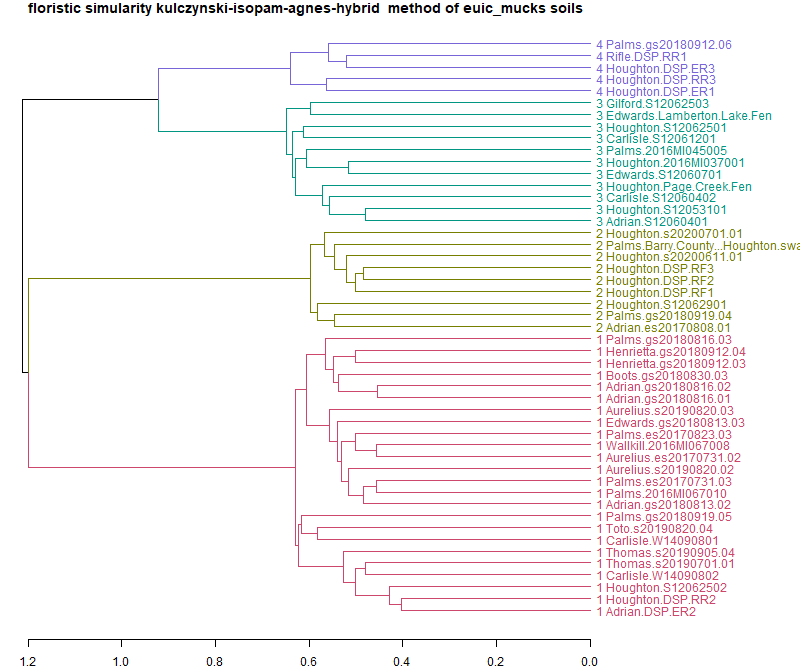 floristic simularity kulczynski-isopam-agnes-hybrid  method of euic_mucks soils
4 Palms.gs20180912.06
4 Rifle.DSP.RR1
4 Houghton.DSP.ER3
4 Houghton.DSP.RR3
4 Houghton.DSP.ER1
3 Gilford.S12062503
3 Edwards.Lamberton.Lake.Fen
3 Houghton.S12062501
3 Carlisle.S12061201
3 Palms.2016MI045005
3 Houghton.2016MI037001
3 Edwards.S12060701
3 Houghton.Page.Creek.Fen
3 Carlisle.S12060402
3 Houghton.S12053101
3 Adrian.S12060401
2 Houghton.s20200701.01
2 Palms.Barry.County...Houghton.swa
2 Houghton.s20200611.01
2 Houghton.DSP.RF3
2 Houghton.DSP.RF2
2 Houghton.DSP.RF1
2 Houghton.S12062901
2 Palms.gs20180919.04
2 Adrian.es20170808.01
1 Palms.gs20180816.03
1 Henrietta.gs20180912.04
1 Henrietta.gs20180912.03
1 Boots.gs20180830.03
1 Adrian.gs20180816.02
1 Adrian.gs20180816.01
1 Aurelius.s20190820.03
1 Edwards.gs20180813.03
1 Palms.es20170823.03
1 Wallkill.2016MI067008
1 Aurelius.es20170731.02
1 Aurelius.s20190820.02
1 Palms.es20170731.03
1 Palms.2016MI067010
1 Adrian.gs20180813.02
1 Palms.gs20180919.05
1 Toto.s20190820.04
1 Carlisle.W14090801
1 Thomas.s20190905.04
1 Thomas.s20190701.01
1 Carlisle.W14090802
1 Houghton.S12062502
1 Houghton.DSP.RR2
1 Adrian.DSP.ER2
1.2 1.0 0.8 0.6 0.4 0.2 0.0